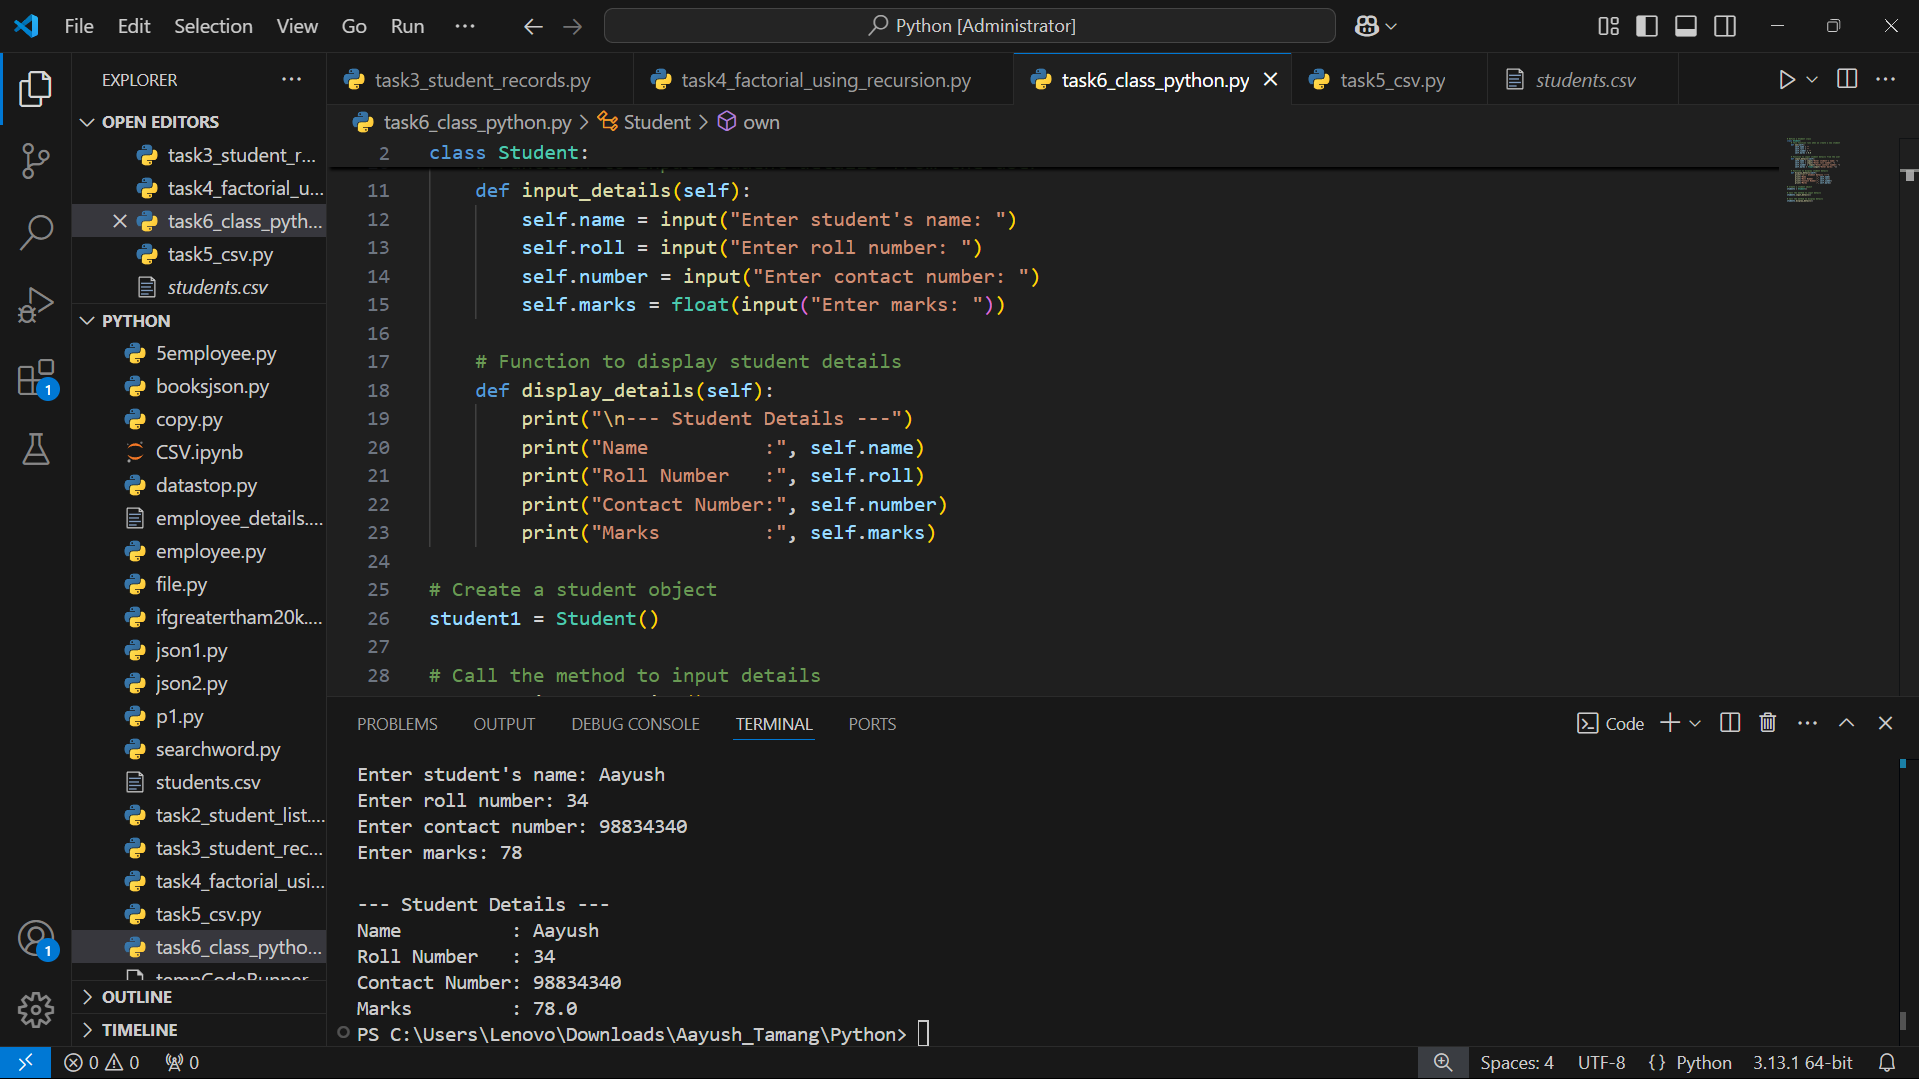 File Edit Selection View Go Run ··· Python [Administrator]
EXPLORER ···
OPEN EDITORS
task3_student_r...
task4_factorial_u...
task6_class_pyth...
task5_csv.py
students.csv
PYTHON
5employee.py
booksjson.py
copy.py
CSV.ipynb
datastop.py
employee_details....
employee.py
file.py
ifgreatertham20k....
json1.py
json2.py
p1.py
searchword.py
students.csv
task2_student_list....
task3_student_rec...
task4_factorial_usi...
task5_csv.py
task6_class_pytho...
tempCodeRunner
OUTLINE
TIMELINE
1
1
task3_student_records.py task4_factorial_using_recursion.py task6_class_python.py task5_csv.py students.csv
task6_class_python.py > Student > own
2 class Student:
11 def input_details(self):
12 self.name = input("Enter student's name: ")
13 self.roll = input("Enter roll number: ")
14 self.number = input("Enter contact number: ")
15 self.marks = float(input("Enter marks: "))
16
17 # Function to display student details
18 def display_details(self):
19 print("\n--- Student Details ---")
20 print("Name          :", self.name)
21 print("Roll Number   :", self.roll)
22 print("Contact Number:", self.number)
23 print("Marks         :", self.marks)
24
25 # Create a student object
26 student1 = Student()
27
28 # Call the method to input details
PROBLEMS OUTPUT DEBUG CONSOLE TERMINAL PORTS Code
Enter student's name: Aayush
Enter roll number: 34
Enter contact number: 98834340
Enter marks: 78
--- Student Details ---
Name          : Aayush
Roll Number   : 34
Contact Number: 98834340
Marks         : 78.0
PS C:\Users\Lenovo\Downloads\Aayush_Tamang\Python>
0 0 0 Spaces: 4 UTF-8 {} Python 3.13.1 64-bit